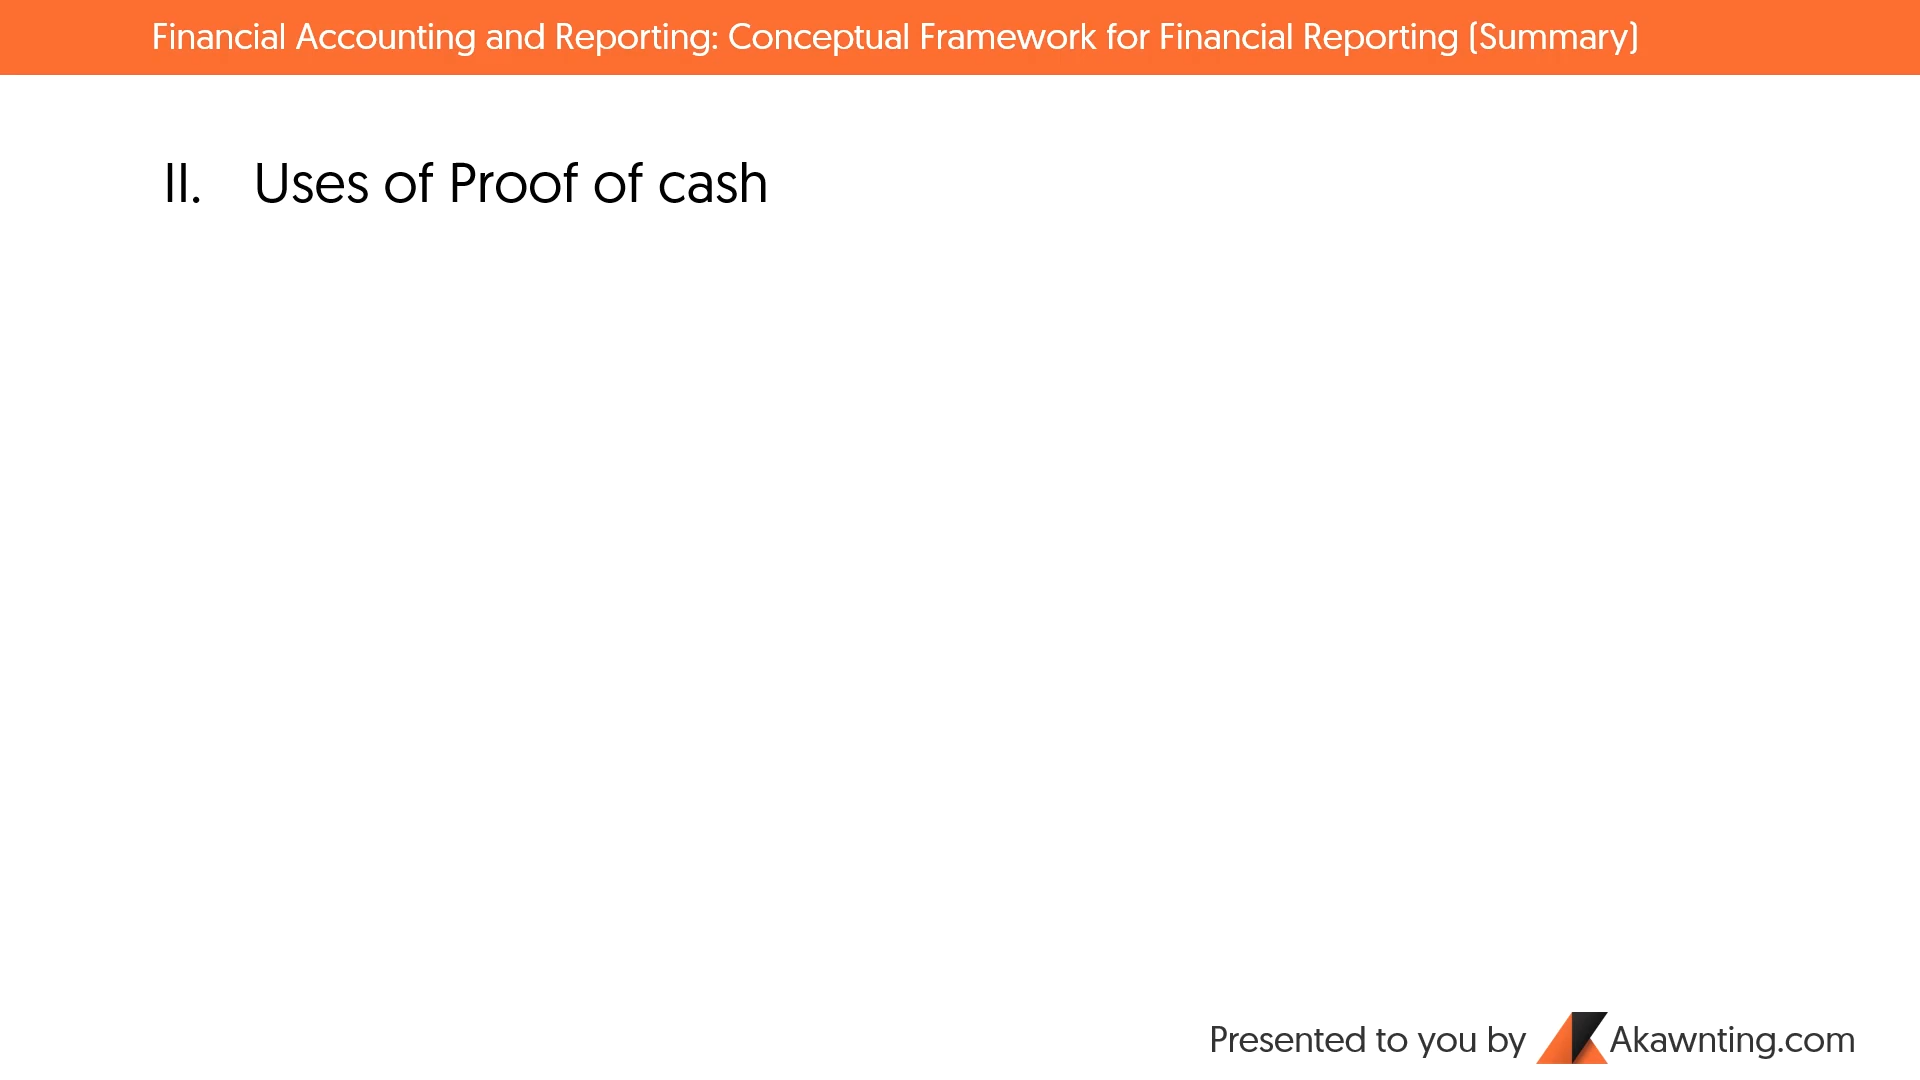 Financial Accounting and Reporting: Conceptual Framework for Financial Reporting (Summary)
II. Uses of Proof of cash
Presented to you by Akawnting.com